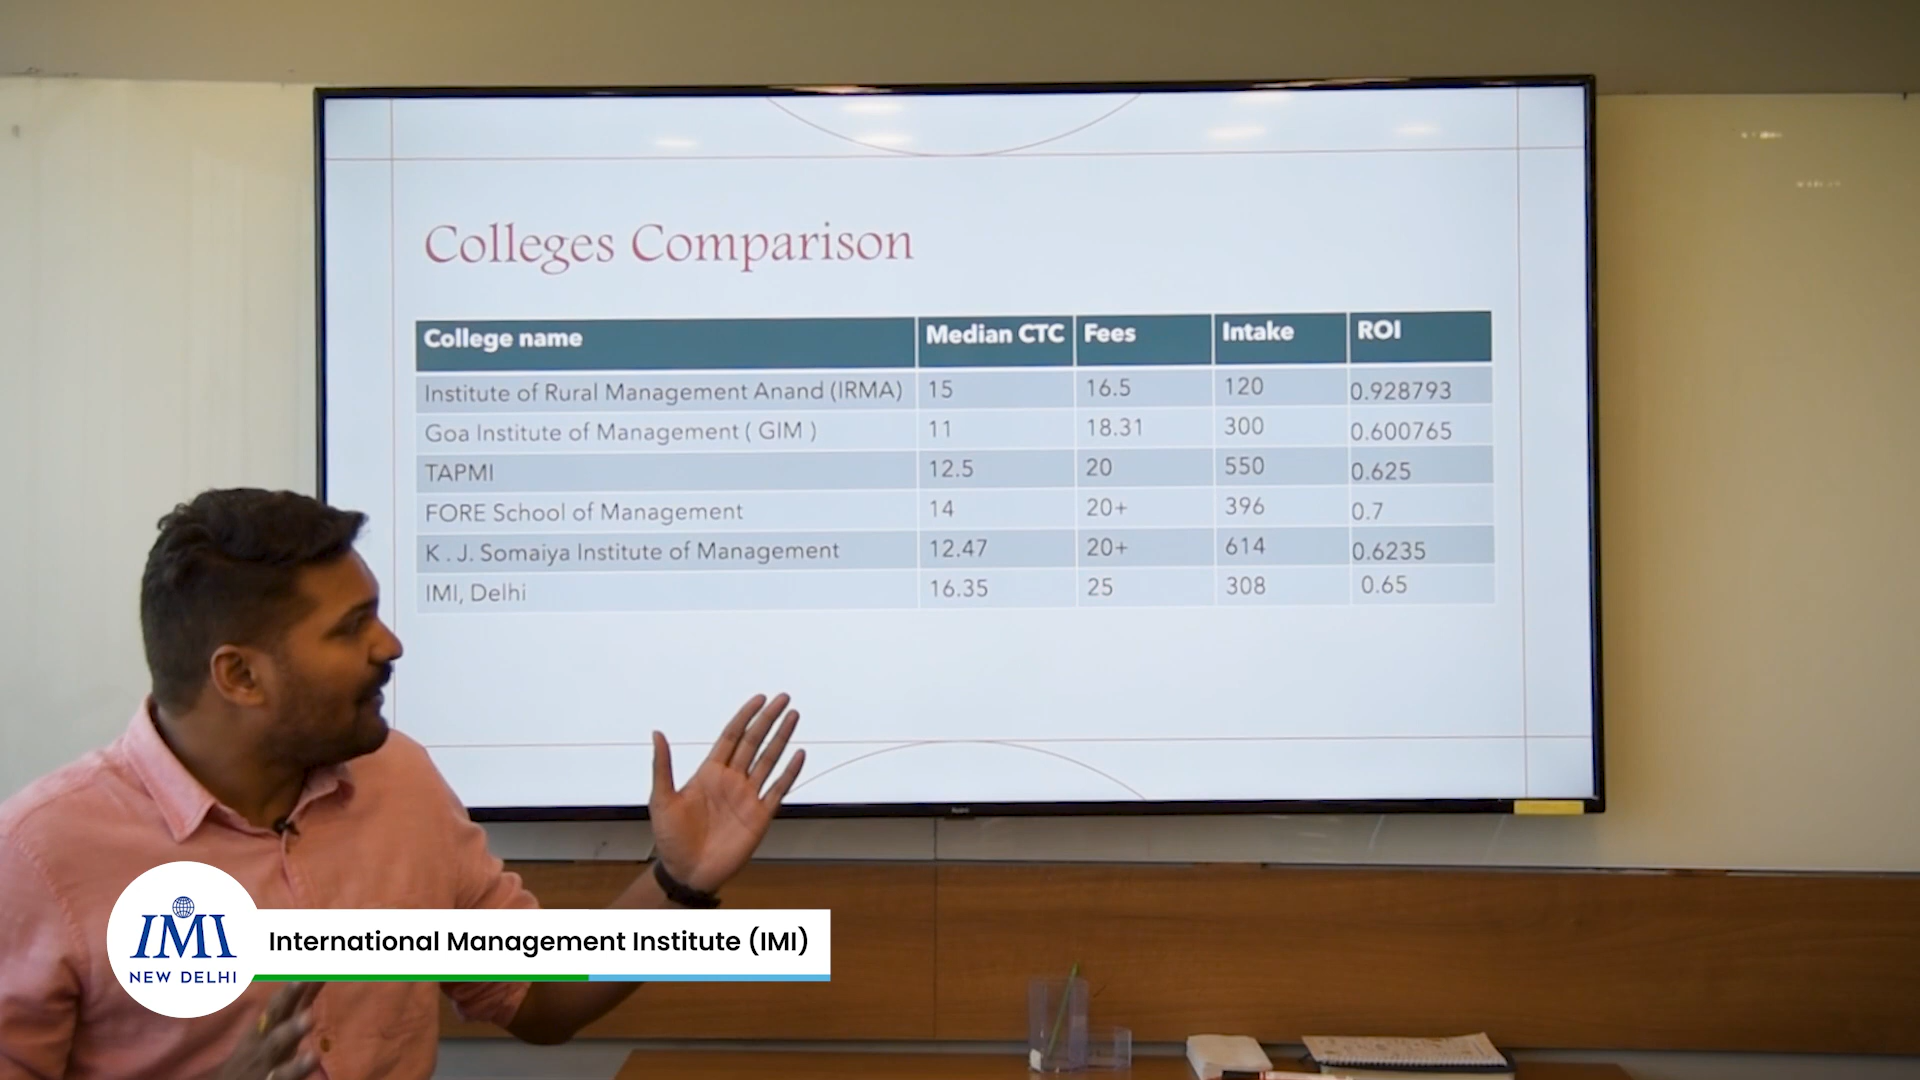 Colleges Comparison
College name Median CTC Fees Intake ROI
Institute of Rural Management Anand (IRMA) 15 16.5 120 0.928793
Goa Institute of Management ( GIM ) 11 18.31 300 0.600765
TAPMI 12.5 20 550 0.625
FORE School of Management 14 20+ 396 0.7
K . J. Somaiya Institute of Management 12.47 20+ 614 0.6235
IMI, Delhi 16.35 25 308 0.65
IMI
NEW DELHI
International Management Institute (IMI)